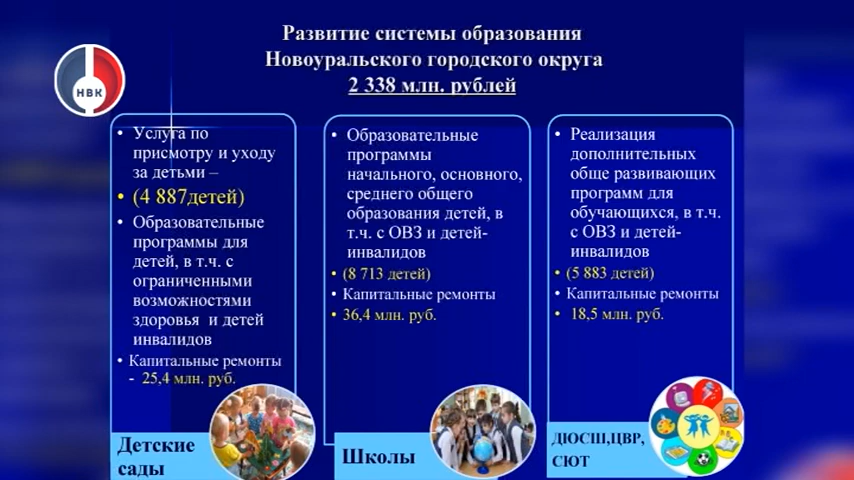 Развитие системы образования
Новоуральского городского округа
2 338 млн. рублей
НВК
• Услуга по
присмотру и уходу
за детьми –
• (4 887детей)
• Образовательные
программы для
детей, в т.ч. с
ограниченными
возможностями
здоровья и детей
инвалидов
• Капитальные ремонты
- 25,4 млн. руб.
Детские
сады
• Образовательные
программы
начального, основного,
среднего общего
образования детей, в
т.ч. с ОВЗ и детей-
инвалидов
• (8 713 детей)
• Капитальные ремонты
• 36,4 млн. руб.
Школы
• Реализация
дополнительных
обще развивающих
программ для
обучающихся, в т.ч.
с ОВЗ и детей-
инвалидов
• (5 883 детей)
• Капитальные ремонты
• 18,5 млн. руб.
ДЮСШ,ЦВР,
СЮТ